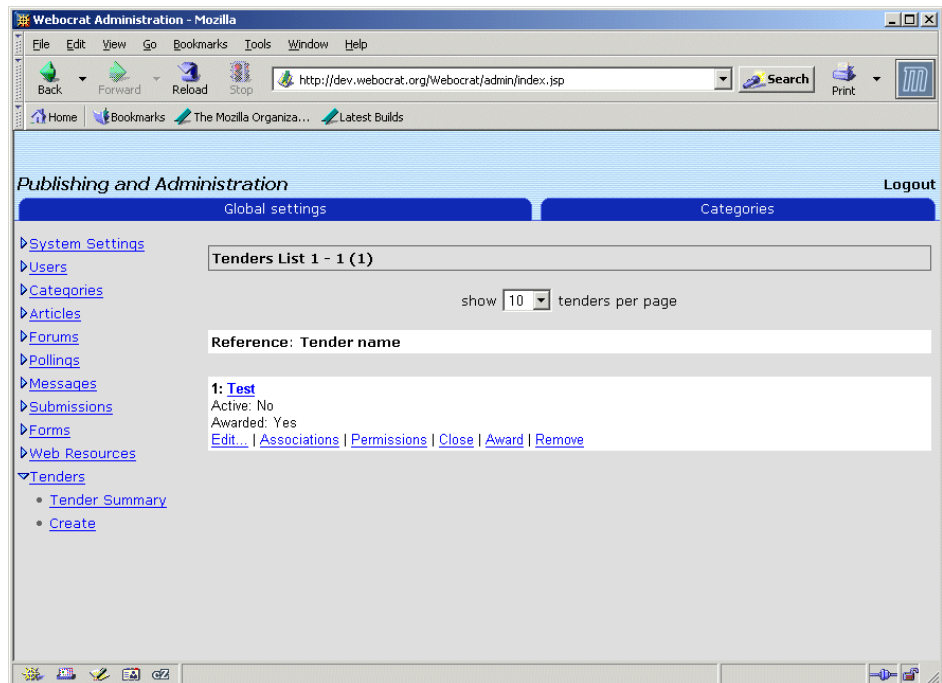 Webocrat Administration - Mozilla
File Edit View Go Bookmarks Tools Window Help
Back Forward Reload Stop http://dev.webocrat.org/Webocrat/admin/index.jsp Search Print
Home Bookmarks The Mozilla Organiza... Latest Builds
Publishing and Administration Logout
Global settings Categories
System Settings
Users
Categories
Articles
Forums
Pollings
Messages
Submissions
Forms
Web Resources
Tenders
Tender Summary
Create
Tenders List 1 - 1 (1)
show 10 tenders per page
Reference: Tender name
1: Test
Active: No
Awarded: Yes
Edit... | Associations | Permissions | Close | Award | Remove